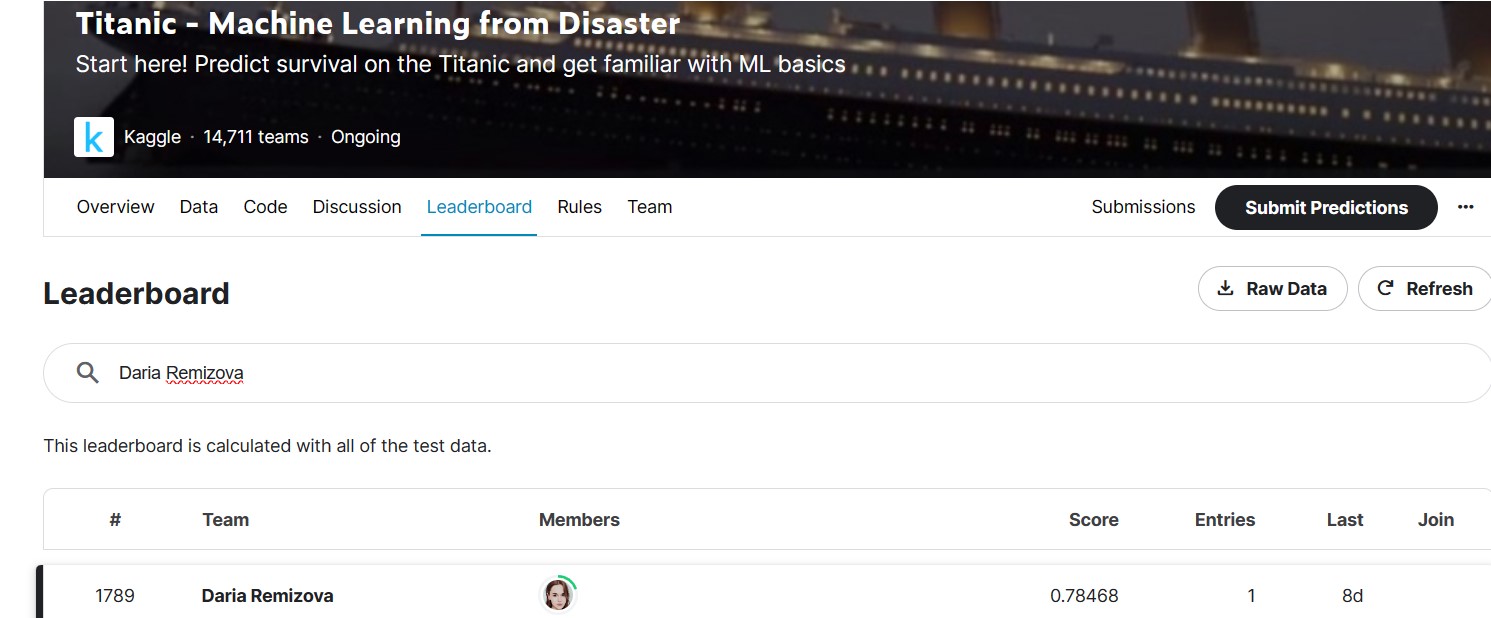 Titanic - Machine Learning from Disaster
Start here! Predict survival on the Titanic and get familiar with ML basics
k Kaggle · 14,711 teams · Ongoing
Overview Data Code Discussion Leaderboard Rules Team Submissions Submit Predictions ...
Leaderboard Raw Data Refresh
Daria Remizova
This leaderboard is calculated with all of the test data.
# Team Members Score Entries Last Join
1789 Daria Remizova 0.78468 1 8d